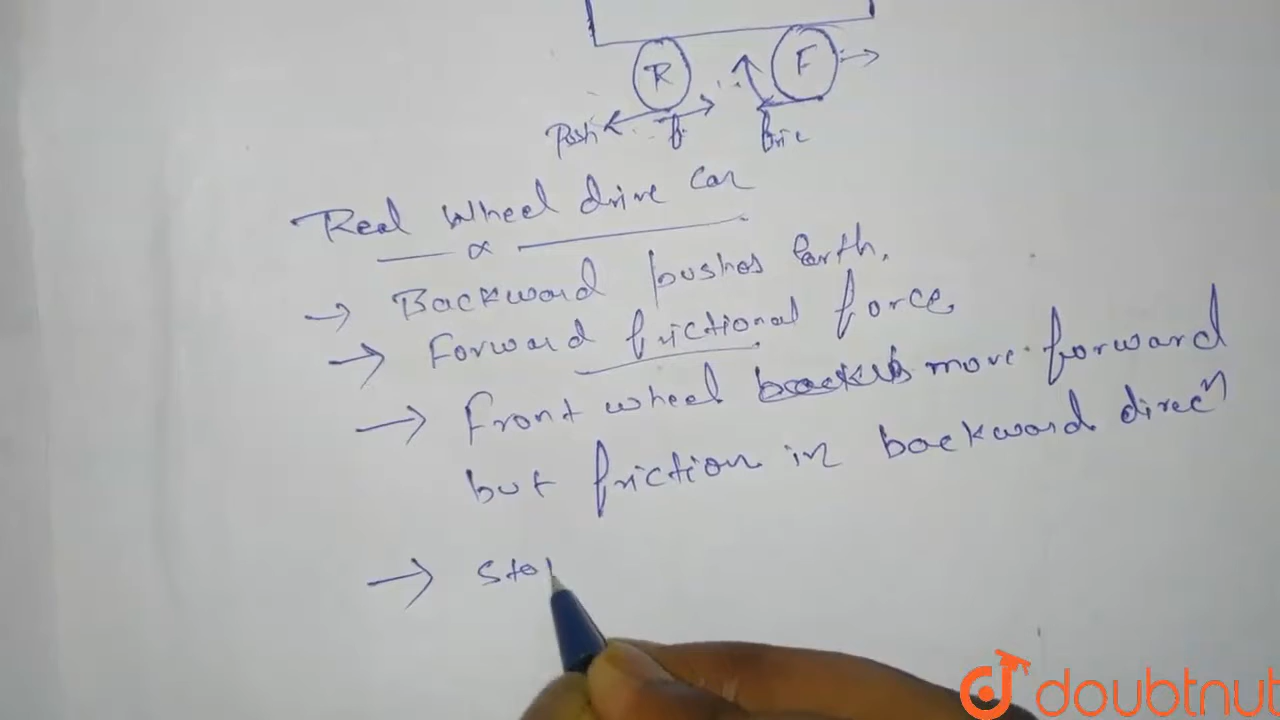 R F
Push f fric
Real wheel drive car
→ Backward pushes Earth.
→ Forward frictional force
→ Front wheel move forward
but friction in backward direcⁿ
→ Sto
doubtnut